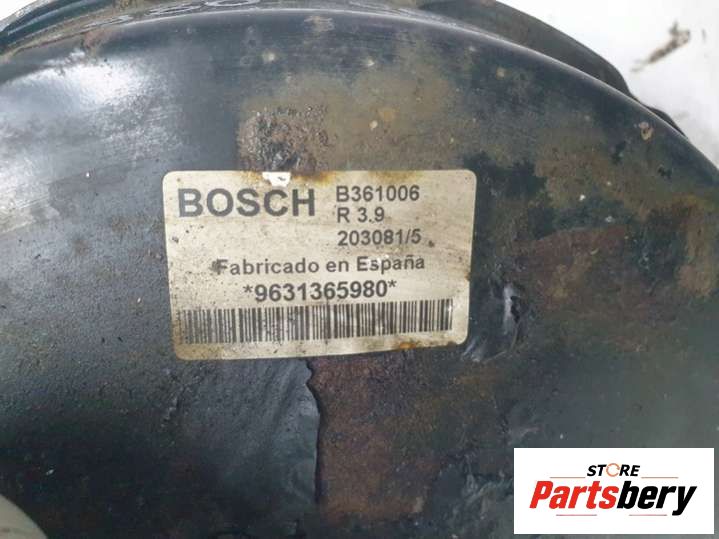 BOSCH B361006
R 3.9
203081/5
Fabricado en España
*9631365980*
STORE
Partsbery